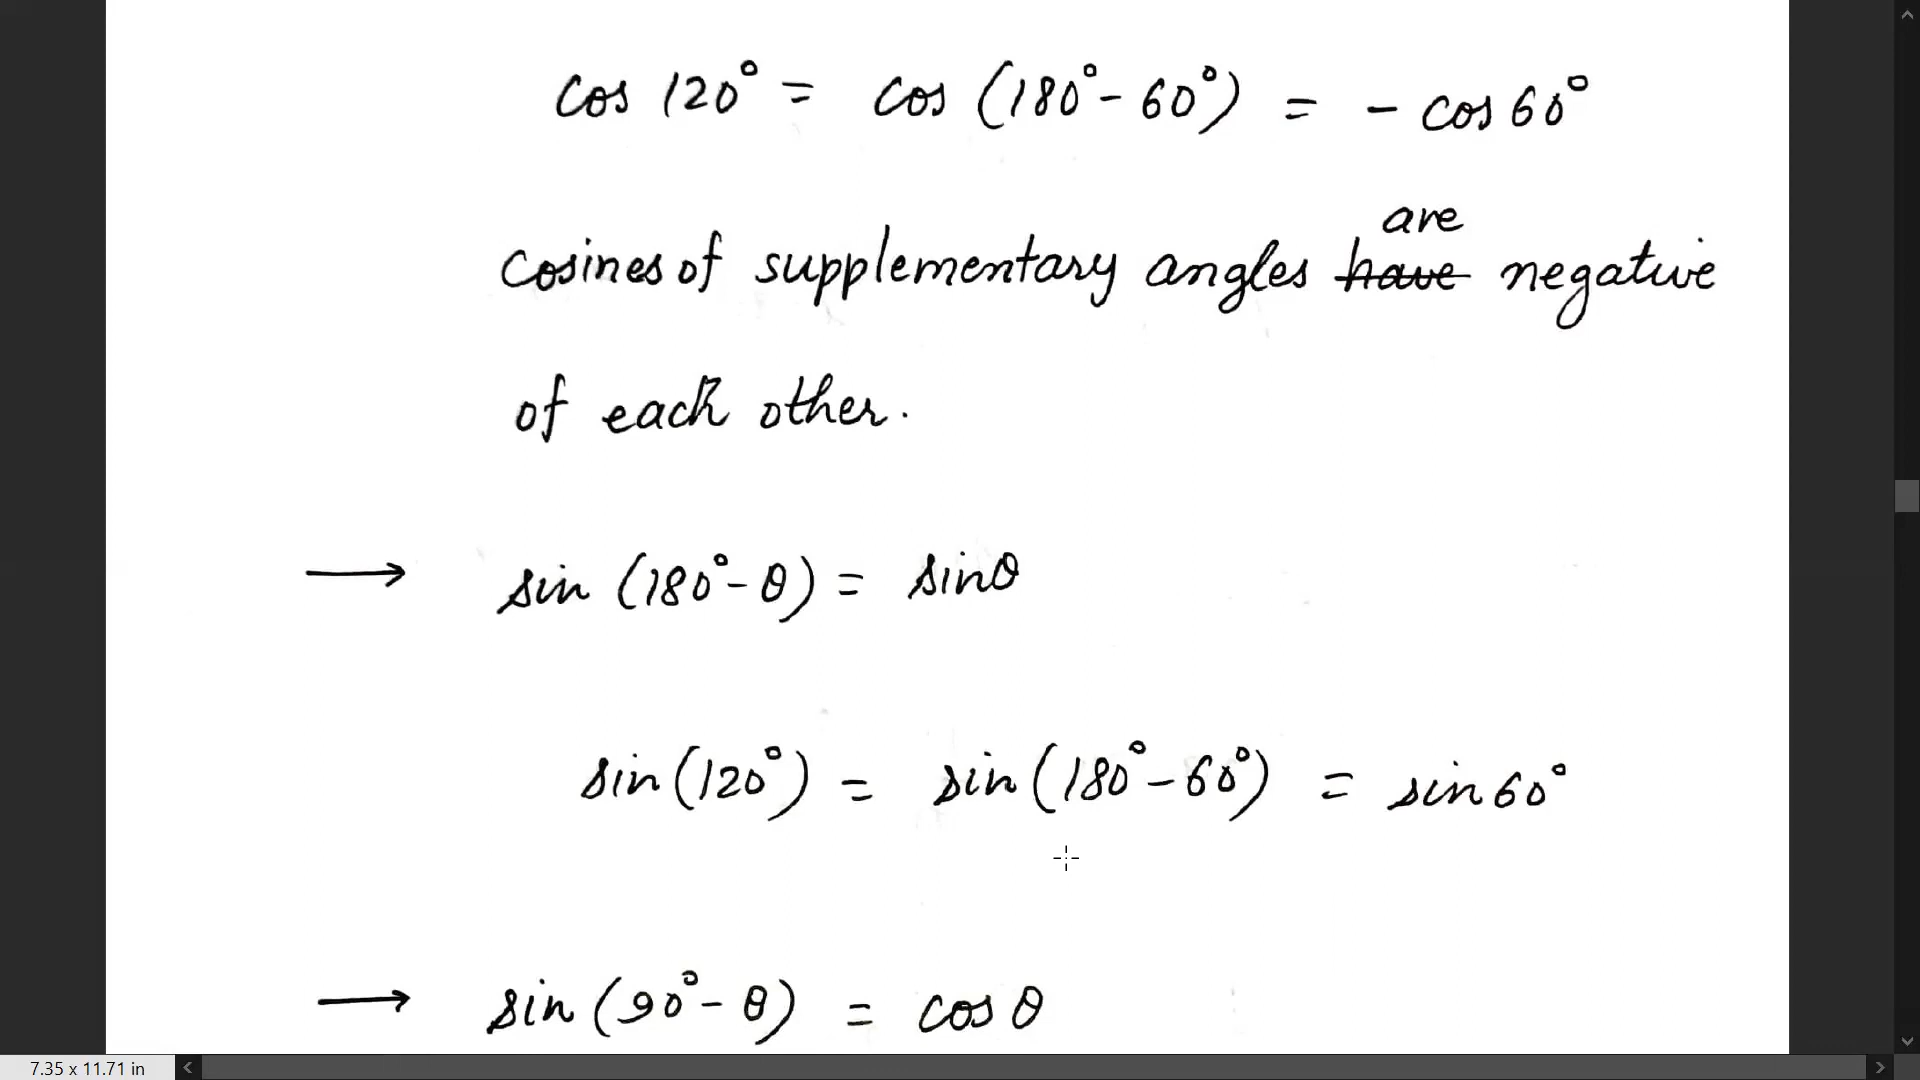 cos 120° = cos (180° - 60°) = - cos 60°
are
cosines of supplementary angles have negative
of each other.
→ sin (180° - θ) = sinθ
sin (120°) = sin (180° - 60°) = sin 60°
→ sin (90° - θ) = cos θ
7.35 x 11.71 in